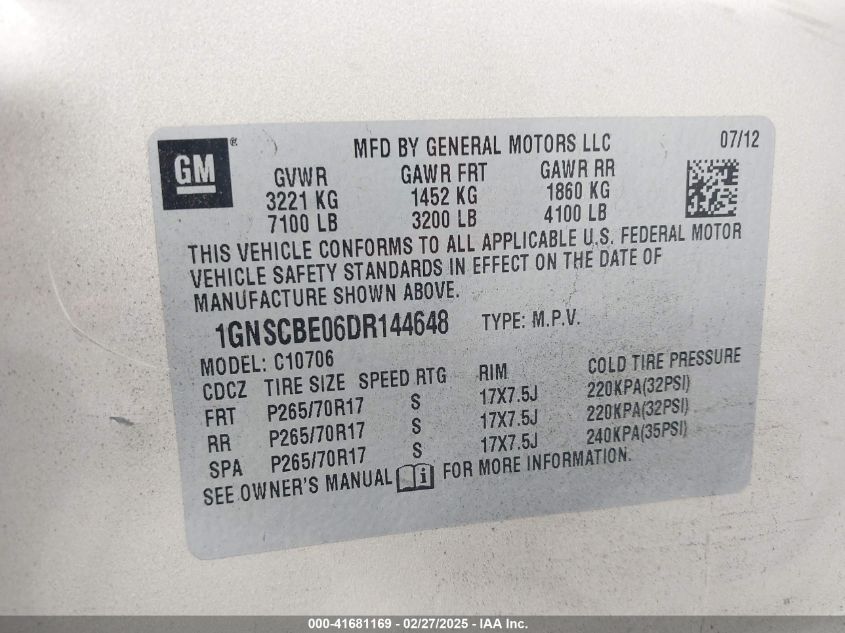 GM ® MFD BY GENERAL MOTORS LLC 07/12
GVWR GAWR FRT GAWR RR
3221 KG 1452 KG 1860 KG
7100 LB 3200 LB 4100 LB
THIS VEHICLE CONFORMS TO ALL APPLICABLE U.S. FEDERAL MOTOR
VEHICLE SAFETY STANDARDS IN EFFECT ON THE DATE OF
MANUFACTURE SHOWN ABOVE.
1GNSCBE06DR144648 TYPE: M.P.V.
MODEL: C10706
CDCZ TIRE SIZE SPEED RTG RIM COLD TIRE PRESSURE
FRT P265/70R17 S 17X7.5J 220KPA(32PSI)
RR P265/70R17 S 17X7.5J 220KPA(32PSI)
SPA P265/70R17 S 17X7.5J 240KPA(35PSI)
SEE OWNER'S MANUAL i FOR MORE INFORMATION.
000-41681169 - 02/27/2025 - IAA Inc.